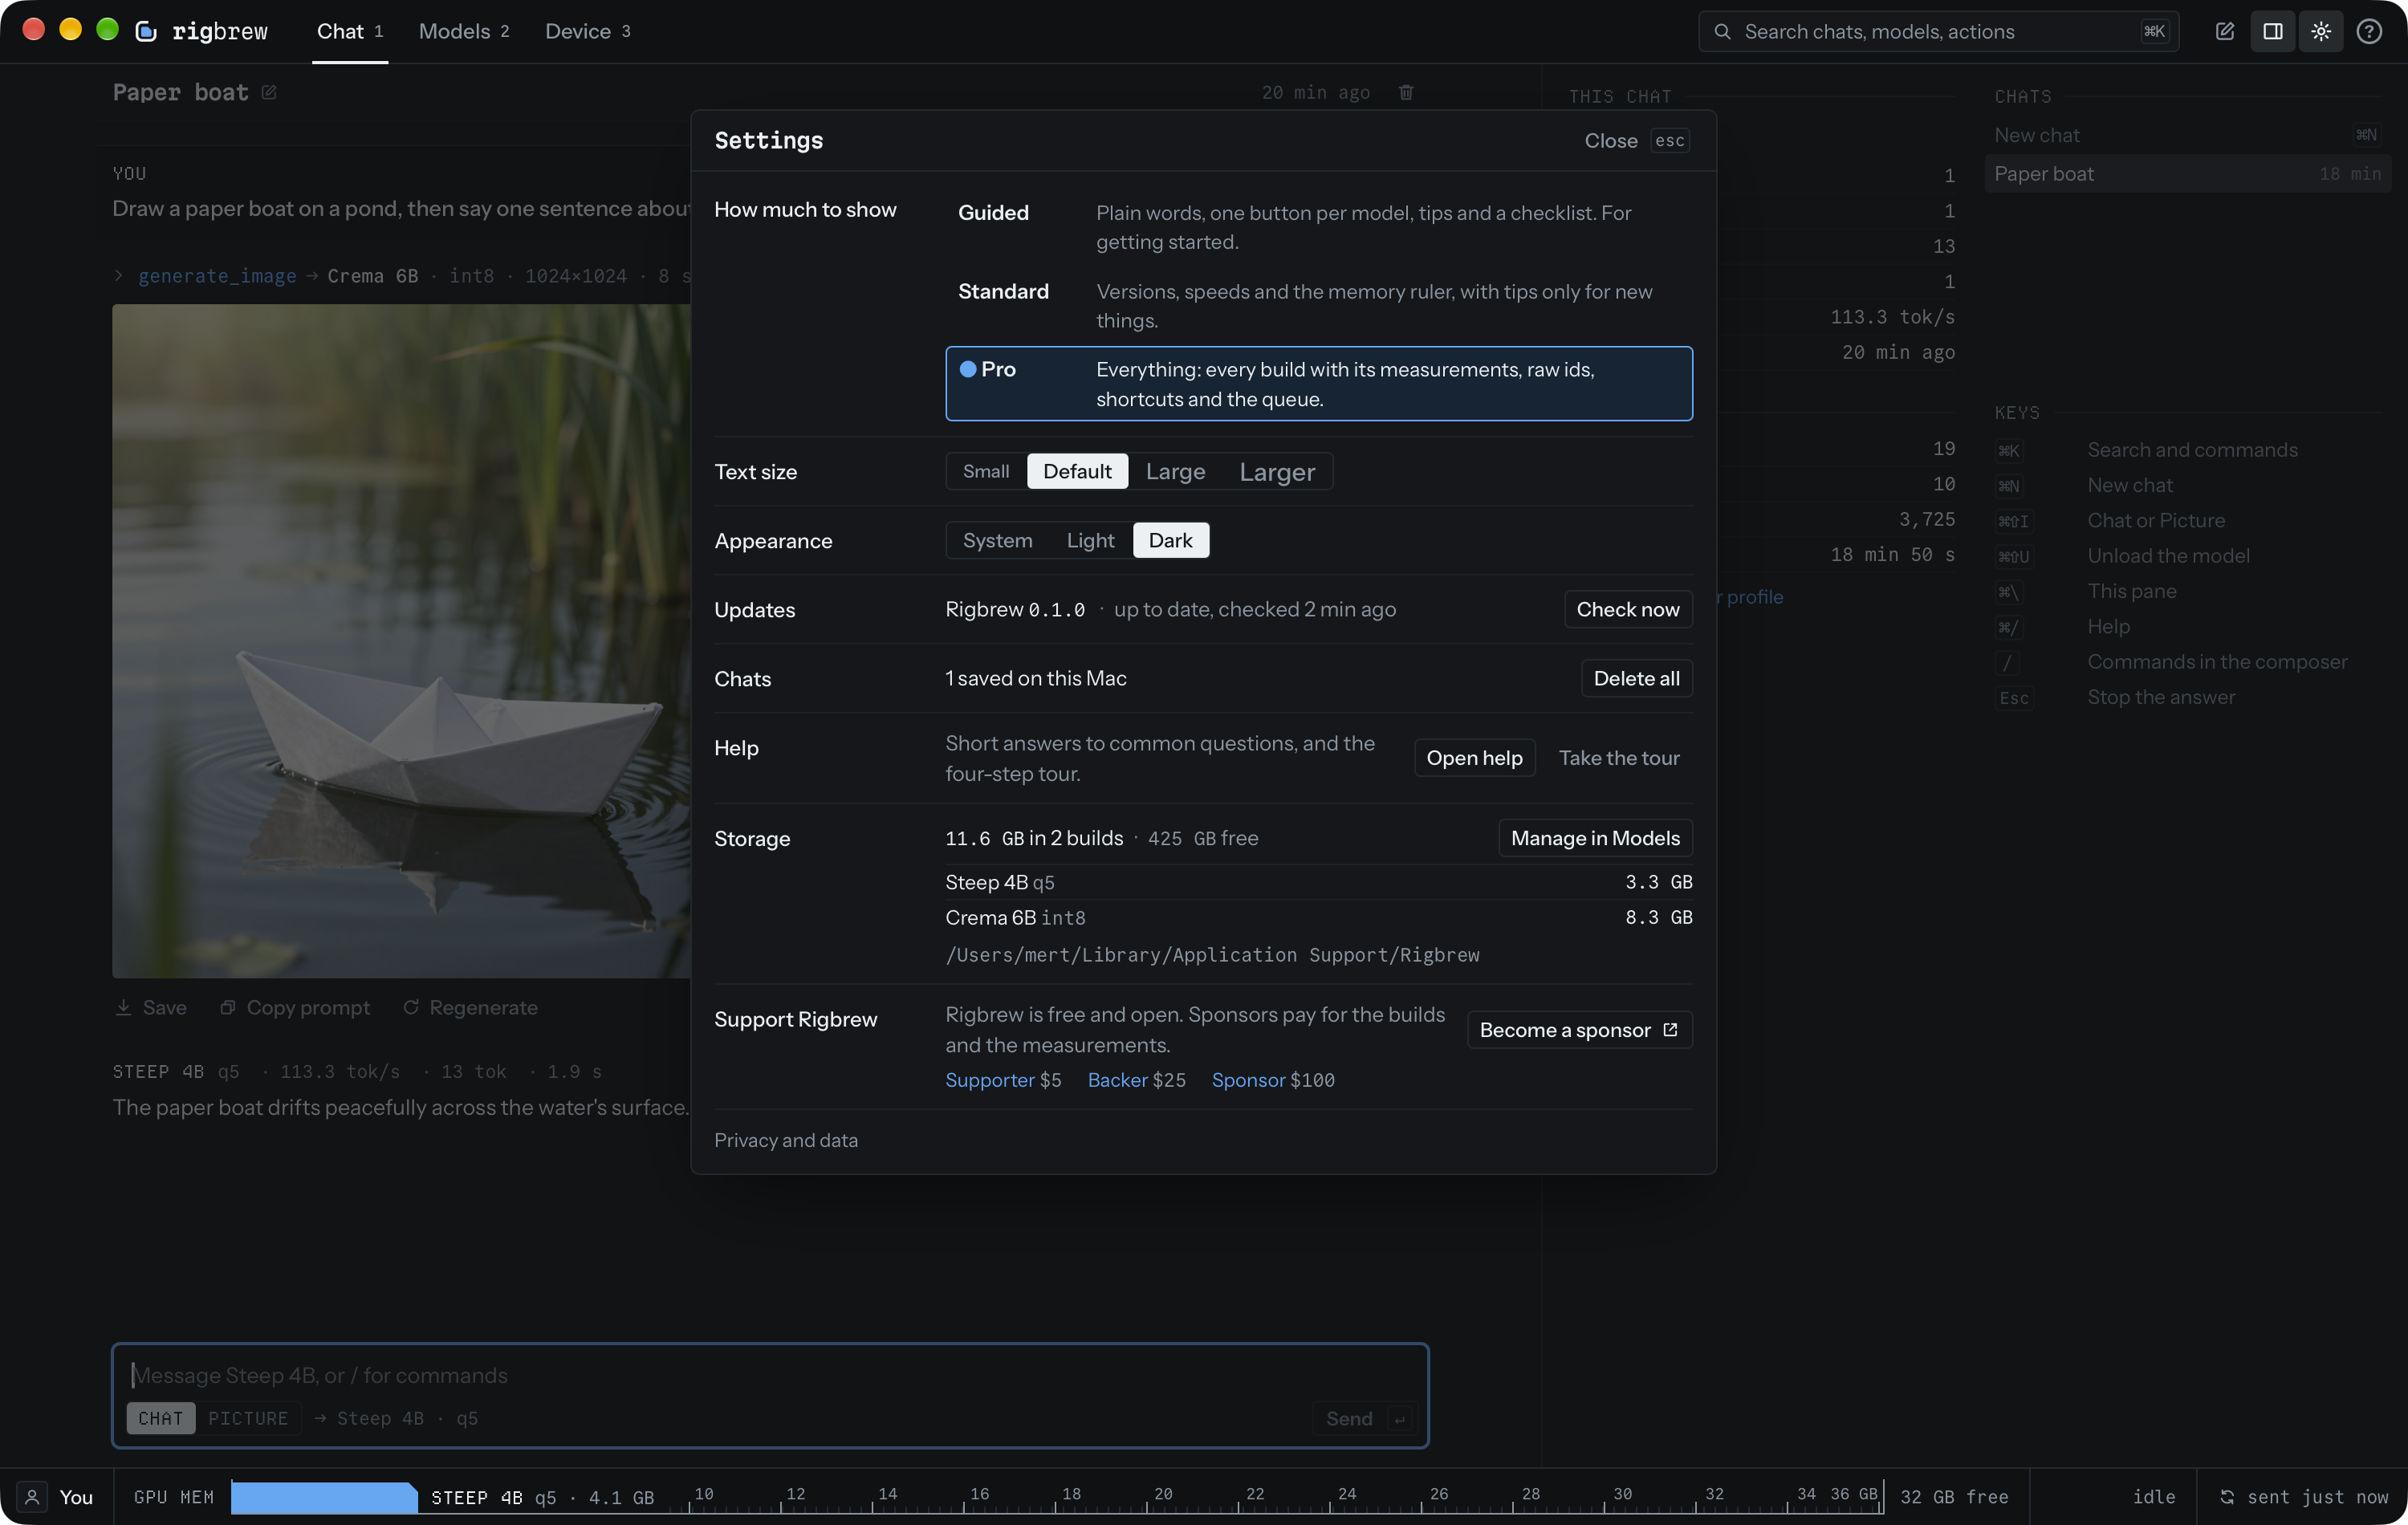 rigbrew
Chat 1
Models 2
Device 3
Search chats, models, actions ⌘K
Paper boat
20 min ago
YOU
Draw a paper boat on a pond, then say one sentence about
generate_image → Crema 6B · int8 · 1024×1024 · 8 s
Save
Copy prompt
Regenerate
STEEP 4B q5 · 113.3 tok/s · 13 tok · 1.9 s
The paper boat drifts peacefully across the water's surface.
Message Steep 4B, or / for commands
CHAT PICTURE → Steep 4B · q5
Send ↵
Settings
Close esc
How much to show
Guided
Plain words, one button per model, tips and a checklist. For
getting started.
Standard
Versions, speeds and the memory ruler, with tips only for new
things.
Pro
Everything: every build with its measurements, raw ids,
shortcuts and the queue.
Text size
Small Default Large Larger
Appearance
System Light Dark
Updates
Rigbrew 0.1.0 · up to date, checked 2 min ago
Check now
Chats
1 saved on this Mac
Delete all
Help
Short answers to common questions, and the
four-step tour.
Open help
Take the tour
Storage
11.6 GB in 2 builds · 425 GB free
Manage in Models
Steep 4B q5 3.3 GB
Crema 6B int8 8.3 GB
/Users/mert/Library/Application Support/Rigbrew
Support Rigbrew
Rigbrew is free and open. Sponsors pay for the builds
and the measurements.
Become a sponsor
Supporter $5 Backer $25 Sponsor $100
Privacy and data
THIS CHAT
1
1
13
1
113.3 tok/s
20 min ago
19
10
3,725
18 min 50 s
r profile
CHATS
New chat ⌘N
Paper boat 18 min
KEYS
⌘K Search and commands
⌘N New chat
⌘⇧I Chat or Picture
⌘⇧U Unload the model
⌘\ This pane
⌘/ Help
/ Commands in the composer
Esc Stop the answer
You
GPU MEM
STEEP 4B q5 · 4.1 GB
10 12 14 16 18 20 22 24 26 28 30 32 34 36 GB
32 GB free
idle
sent just now